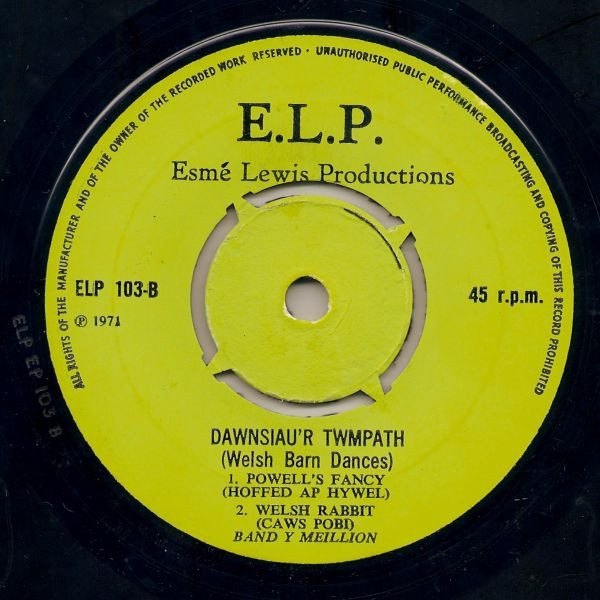 ALL RIGHTS OF THE MANUFACTURER AND OF THE OWNER OF THE RECORDED WORK RESERVED · UNAUTHORISED PUBLIC PERFORMANCE BROADCASTING AND COPYING OF THIS RECORD PROHIBITED
E.L.P.
Esmé Lewis Productions
ELP 103-B
45 r.p.m.
℗ 1971
ELP EP 103 B
DAWNSIAU'R TWMPATH
(Welsh Barn Dances)
1. POWELL'S FANCY
(HOFFED AP HYWEL)
2. WELSH RABBIT
(CAWS POBI)
BAND Y MEILLION